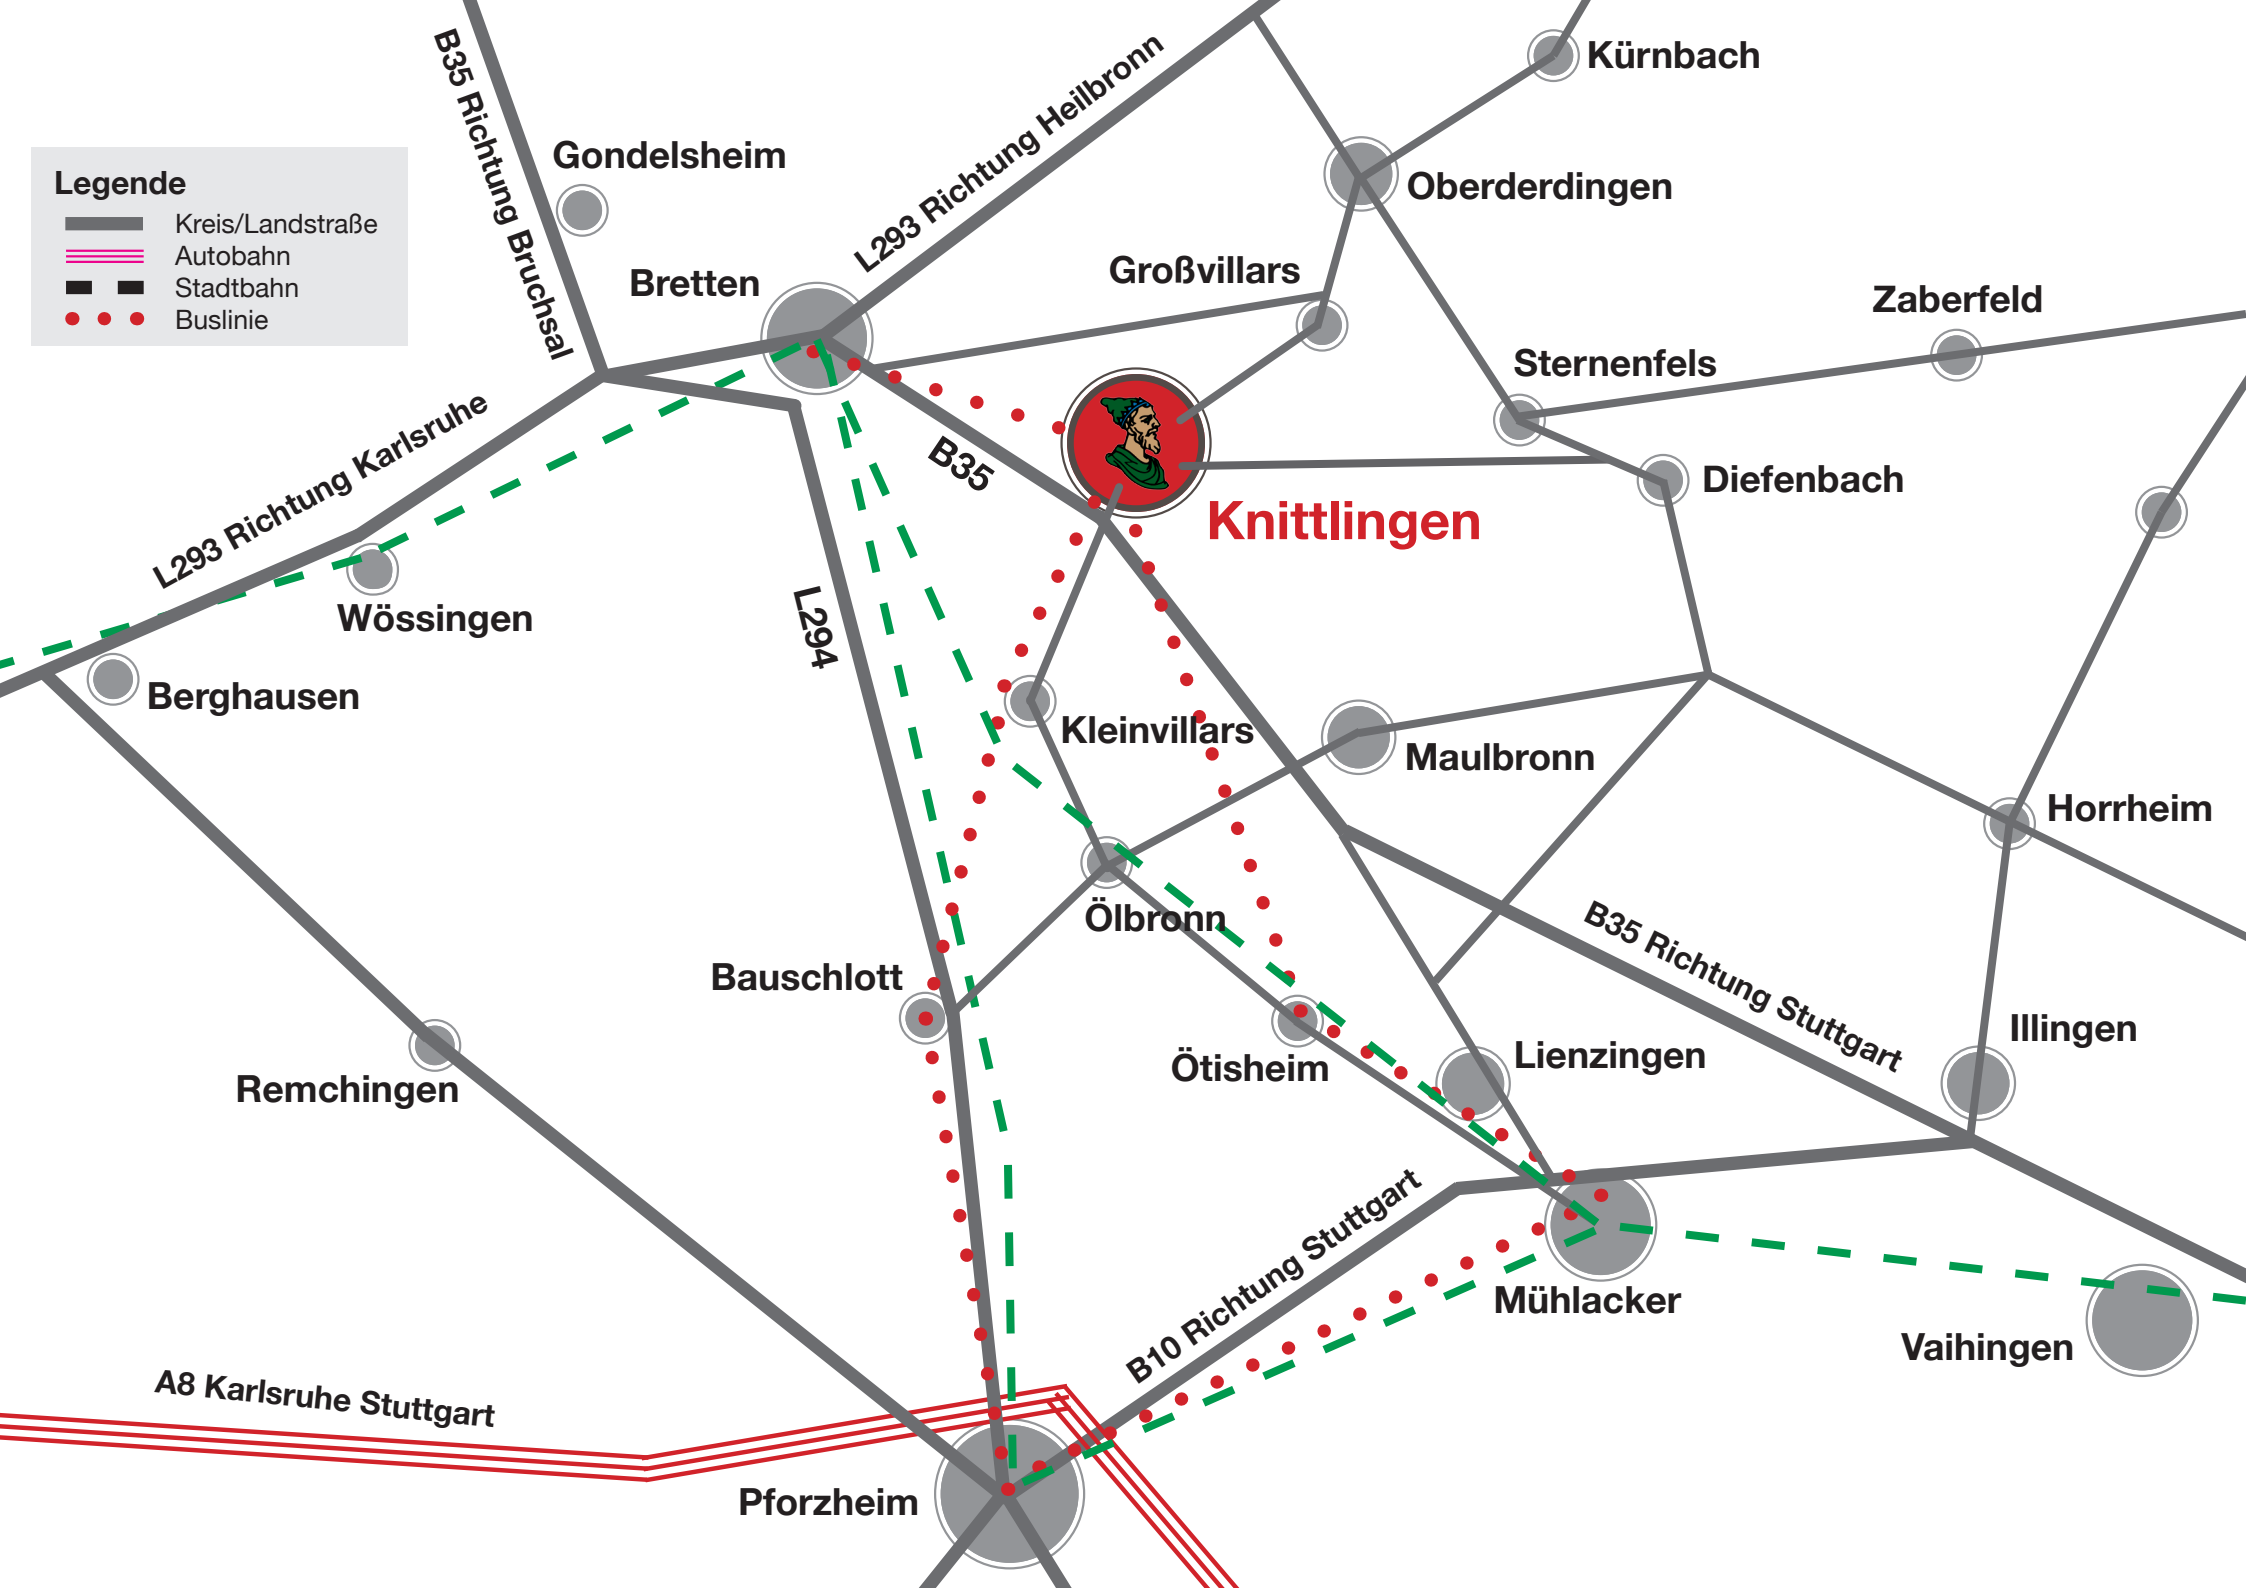 Kürnbach
B35 Richtung Bruchsal
L293 Richtung Heilbronn
Gondelsheim
Legende
Kreis/Landstraße
Autobahn
Stadtbahn
Buslinie
Oberderdingen
Großvillars
Bretten
Zaberfeld
Sternenfels
L293 Richtung Karlsruhe
B35
Diefenbach
Knittlingen
Wössingen
L294
Berghausen
Kleinvillars
Maulbronn
Horrheim
Ölbronn
B35 Richtung Stuttgart
Bauschlott
Illingen
Ötisheim
Lienzingen
Remchingen
B10 Richtung Stuttgart
Mühlacker
Vaihingen
A8 Karlsruhe Stuttgart
Pforzheim